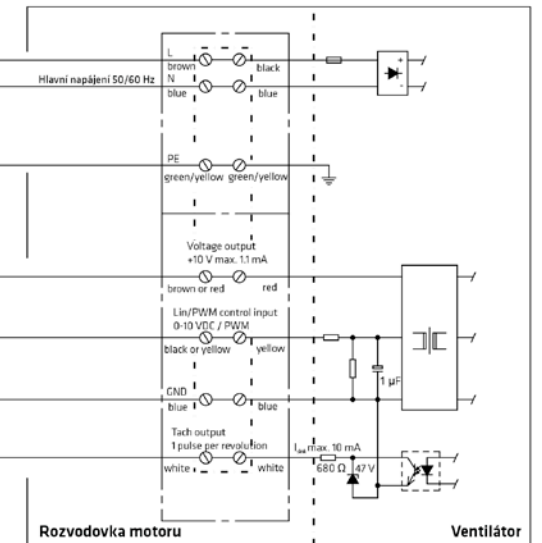 L
brown
black
Hlavní napájení 50/60 Hz
N
blue
blue
+
-
PE
green/yellow
green/yellow
Voltage output
+10 V max. 1.1 mA
brown or red
red
Lin/PWM control input
0-10 VDC / PWM
black or yellow
yellow
1 µF
GND
blue
blue
Tach output
1 pulse per revolution
white
white
max. 10 mA
680 Ω
47 V
Rozvodovka motoru
Ventilátor